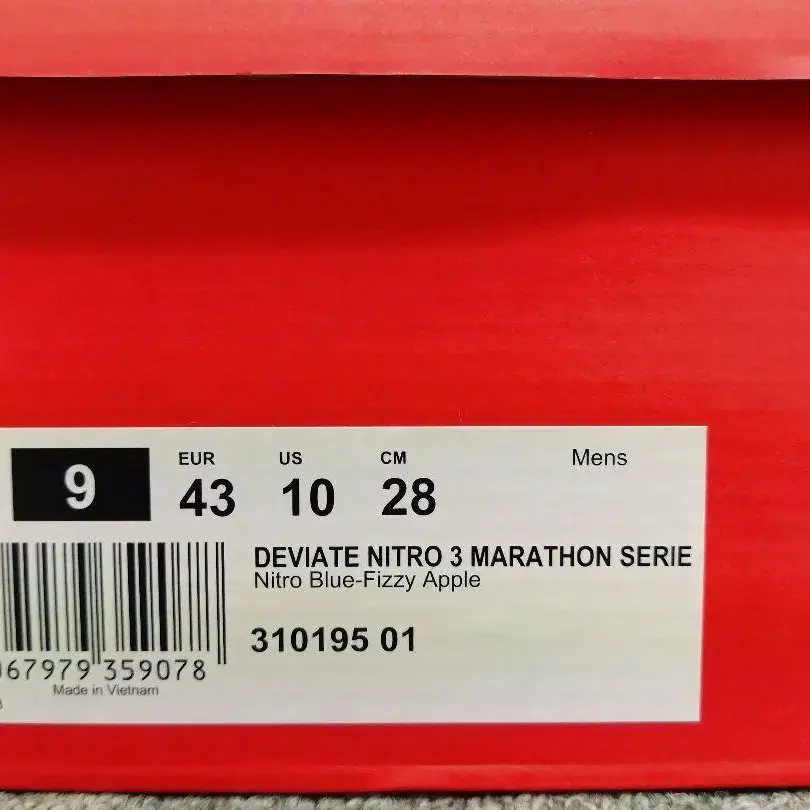 EUR US CM Mens
9 43 10 28
DEVIATE NITRO 3 MARATHON SERIE
Nitro Blue-Fizzy Apple
310195 01
67979 359078
Made in Vietnam